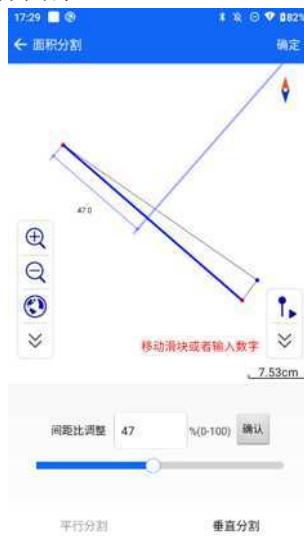 17:29 82%
面积分割 确定
47.0
移动滑块或者输入数字
7.53cm
间距比调整 47 %(0-100) 确认
平行分割 垂直分割